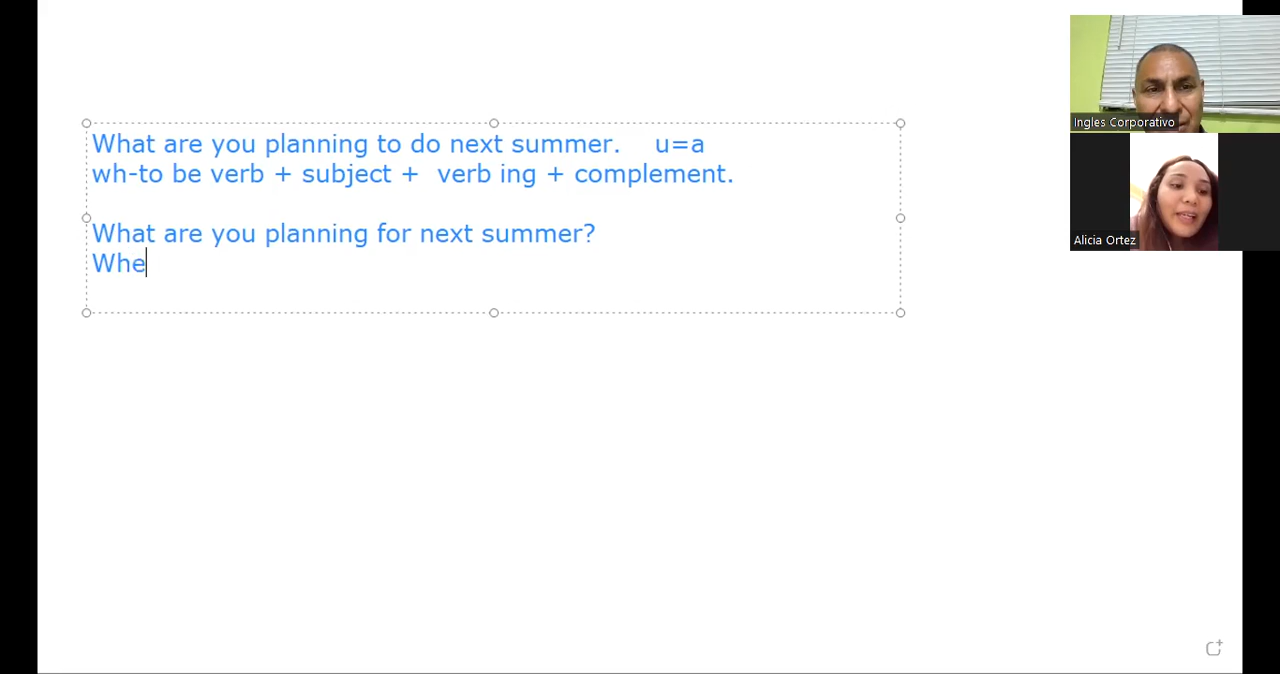 What are you planning to do next summer. u=a
wh-to be verb + subject + verb ing + complement.
What are you planning for next summer?
Whe
Ingles Corporativo
Alicia Ortez